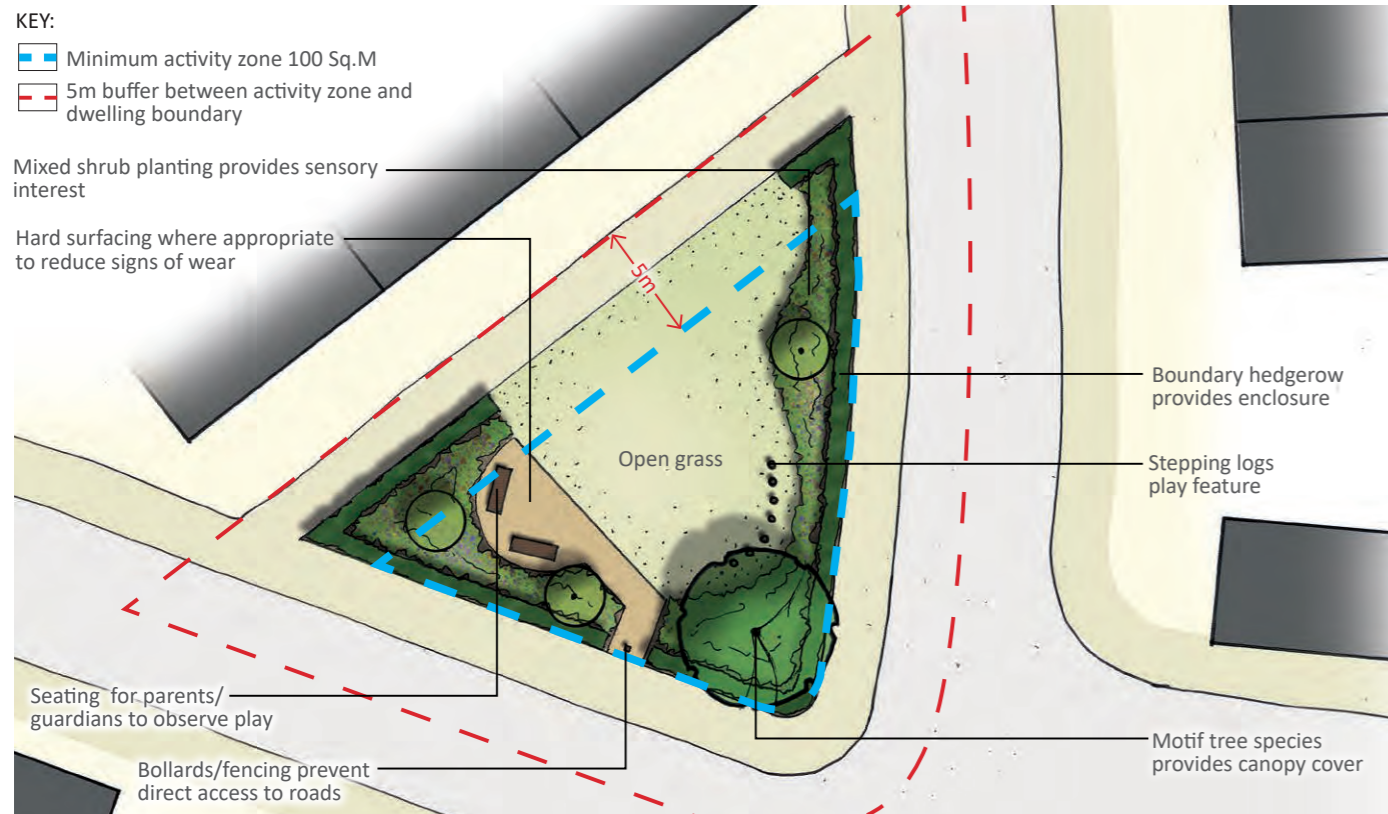 KEY:
Minimum activity zone 100 Sq.M
5m buffer between activity zone and
dwelling boundary
Mixed shrub planting provides sensory
interest
Hard surfacing where appropriate
to reduce signs of wear
5m
Open grass
Boundary hedgerow
provides enclosure
Stepping logs
play feature
Seating for parents/
guardians to observe play
Bollards/fencing prevent
direct access to roads
Motif tree species
provides canopy cover